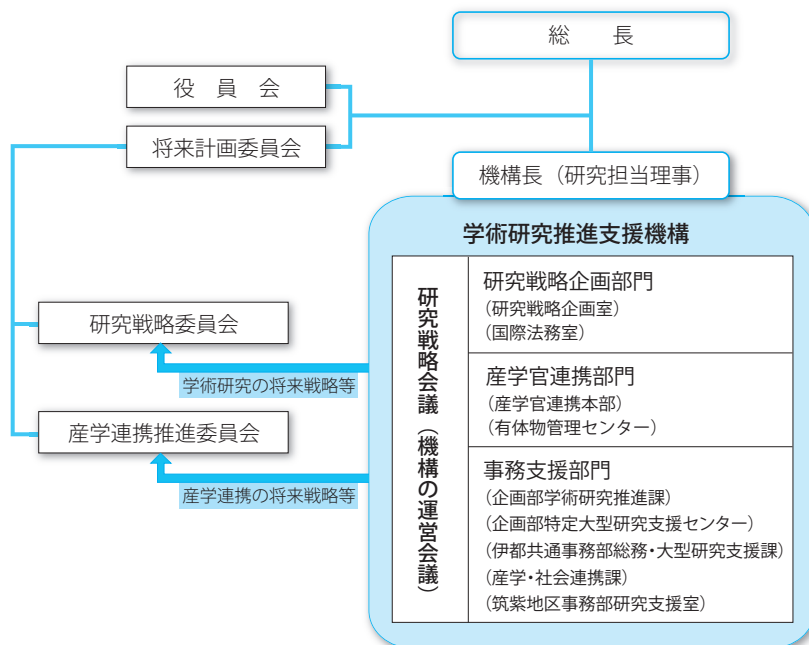 総　長
役　員　会
将来計画委員会
機構長（研究担当理事）
学術研究推進支援機構
研究戦略会議（機構の運営会議）
研究戦略企画部門
（研究戦略企画室）
（国際法務室）
産学官連携部門
（産学官連携本部）
（有体物管理センター）
事務支援部門
（企画部学術研究推進課）
（企画部特定大型研究支援センター）
（伊都共通事務部総務・大型研究支援課）
（産学・社会連携課）
（筑紫地区事務部研究支援室）
研究戦略委員会
学術研究の将来戦略等
産学連携推進委員会
産学連携の将来戦略等